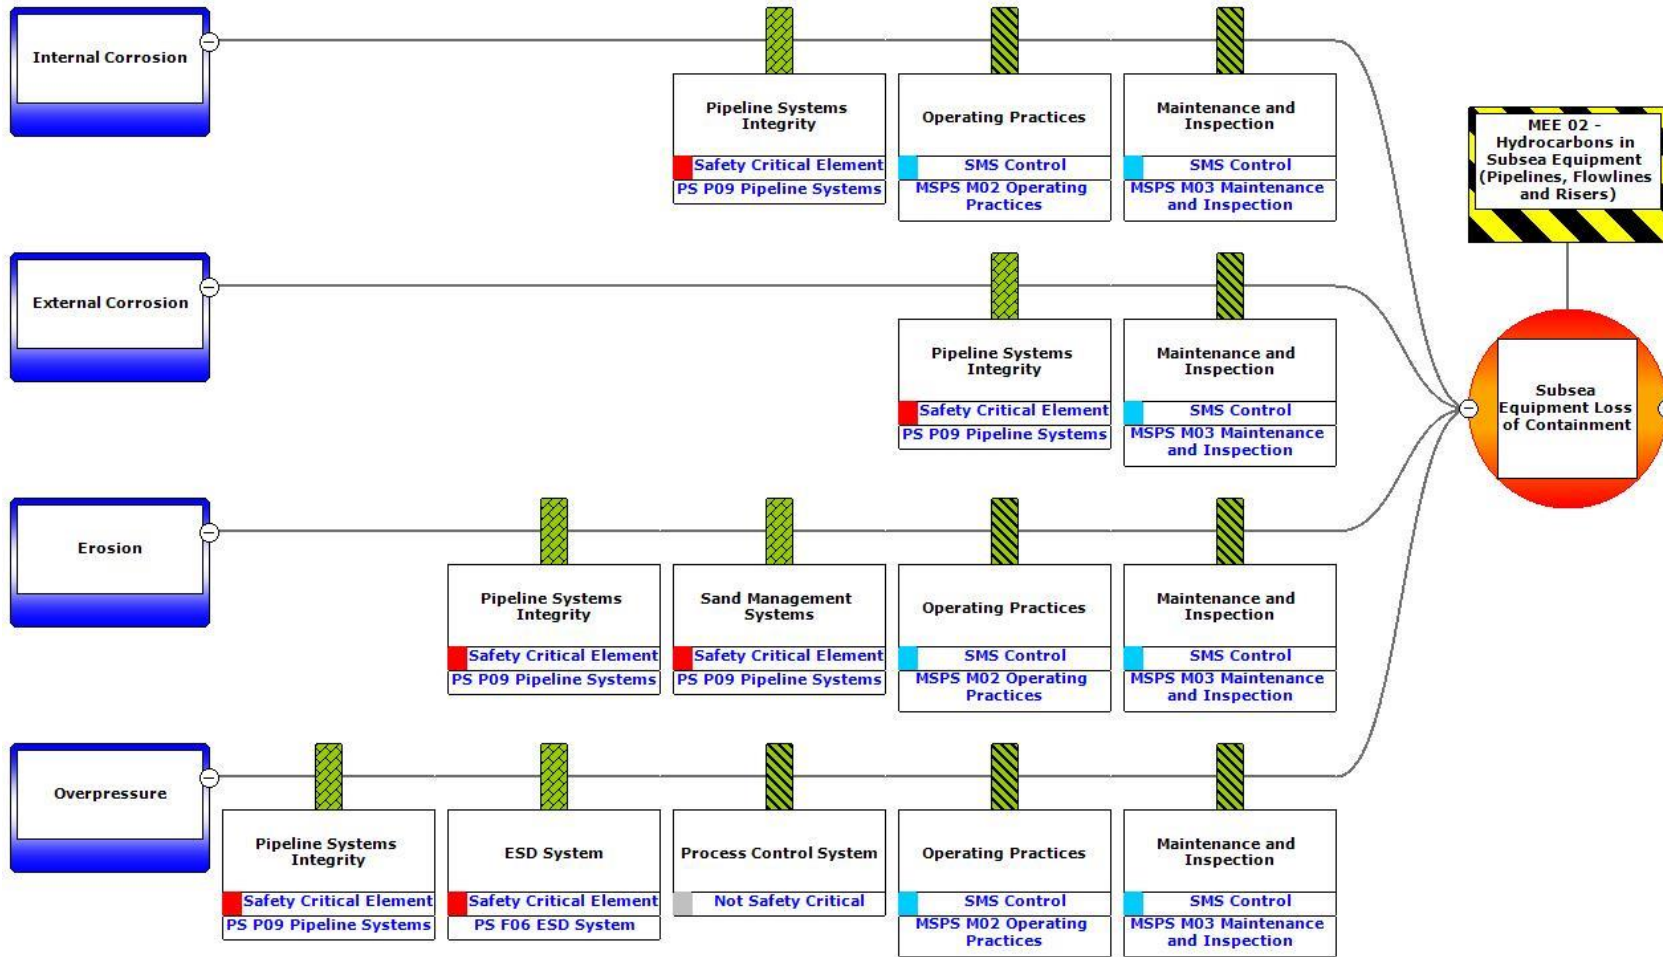 Internal Corrosion
Pipeline Systems
Integrity
Safety Critical Element
PS P09 Pipeline Systems
Operating Practices
SMS Control
MSPS M02 Operating
Practices
Maintenance and
Inspection
SMS Control
MSPS M03 Maintenance
and Inspection
MEE 02 -
Hydrocarbons in
Subsea Equipment
(Pipelines, Flowlines
and Risers)
External Corrosion
Pipeline Systems
Integrity
Safety Critical Element
PS P09 Pipeline Systems
Maintenance and
Inspection
SMS Control
MSPS M03 Maintenance
and Inspection
Subsea
Equipment Loss
of Containment
Erosion
Pipeline Systems
Integrity
Safety Critical Element
PS P09 Pipeline Systems
Sand Management
Systems
Safety Critical Element
PS P09 Pipeline Systems
Operating Practices
SMS Control
MSPS M02 Operating
Practices
Maintenance and
Inspection
SMS Control
MSPS M03 Maintenance
and Inspection
Overpressure
Pipeline Systems
Integrity
Safety Critical Element
PS P09 Pipeline Systems
ESD System
Safety Critical Element
PS F06 ESD System
Process Control System
Not Safety Critical
Operating Practices
SMS Control
MSPS M02 Operating
Practices
Maintenance and
Inspection
SMS Control
MSPS M03 Maintenance
and Inspection